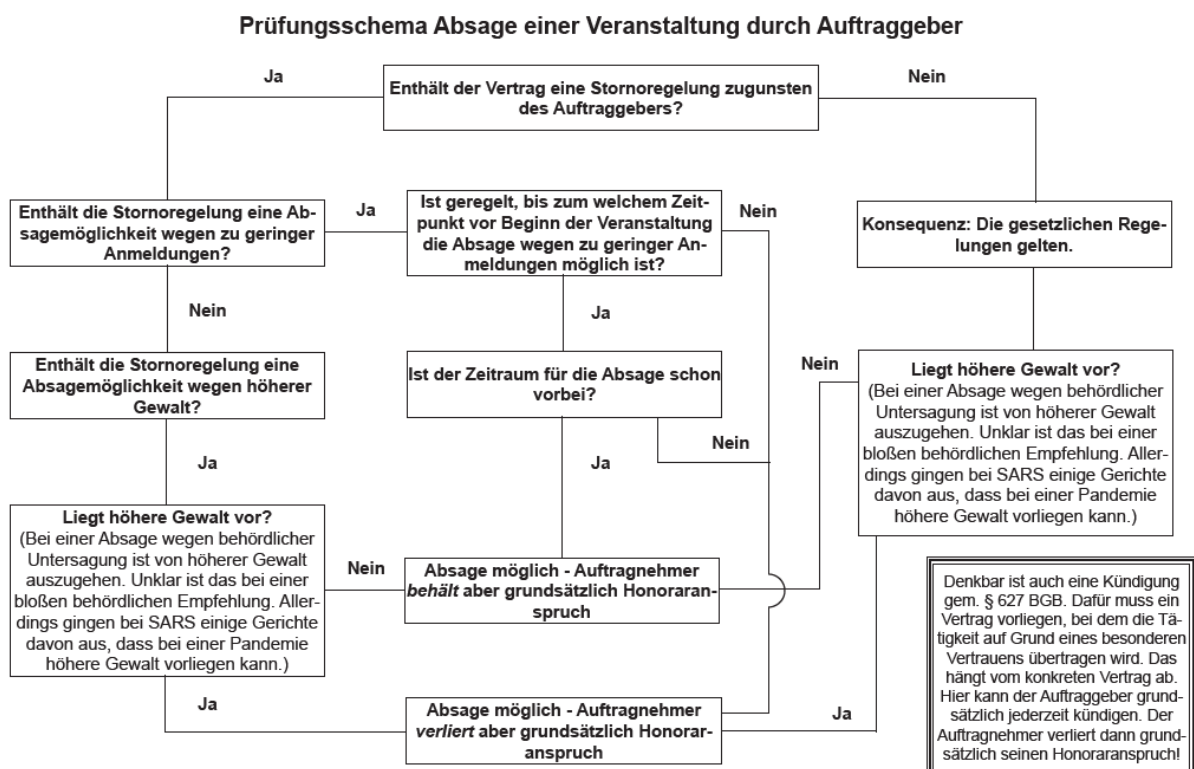 Prüfungsschema Absage einer Veranstaltung durch Auftraggeber
Ja
Nein
Enthält der Vertrag eine Stornoregelung zugunsten
des Auftraggebers?
Enthält die Stornoregelung eine Ab-
sagemöglichkeit wegen zu geringer
Anmeldungen?
Ja
Ist geregelt, bis zum welchem Zeit-
punkt vor Beginn der Veranstaltung
die Absage wegen zu geringer An-
meldungen möglich ist?
Nein
Konsequenz: Die gesetzlichen Rege-
lungen gelten.
Nein
Ja
Enthält die Stornoregelung eine
Absagemöglichkeit wegen höherer
Gewalt?
Ist der Zeitraum für die Absage schon
vorbei?
Nein
Liegt höhere Gewalt vor?
(Bei einer Absage wegen behördlicher
Untersagung ist von höherer Gewalt
auszugehen. Unklar ist das bei einer
bloßen behördlichen Empfehlung. Aller-
dings gingen bei SARS einige Gerichte
davon aus, dass bei einer Pandemie
höhere Gewalt vorliegen kann.)
Ja
Ja
Nein
Liegt höhere Gewalt vor?
(Bei einer Absage wegen behördlicher
Untersagung ist von höherer Gewalt
auszugehen. Unklar ist das bei einer
bloßen behördlichen Empfehlung. Aller-
dings gingen bei SARS einige Gerichte
davon aus, dass bei einer Pandemie
höhere Gewalt vorliegen kann.)
Nein
Absage möglich - Auftragnehmer
behält aber grundsätzlich Honoraran-
spruch
Ja
Absage möglich - Auftragnehmer
verliert aber grundsätzlich Honorar-
anspruch
Ja
Denkbar ist auch eine Kündigung
gem. § 627 BGB. Dafür muss ein
Vertrag vorliegen, bei dem die Tä-
tigkeit auf Grund eines besonderen
Vertrauens übertragen wird. Das
hängt vom konkreten Vertrag ab.
Hier kann der Auftraggeber grund-
sätzlich jederzeit kündigen. Der
Auftragnehmer verliert dann grund-
sätzlich seinen Honoraranspruch!